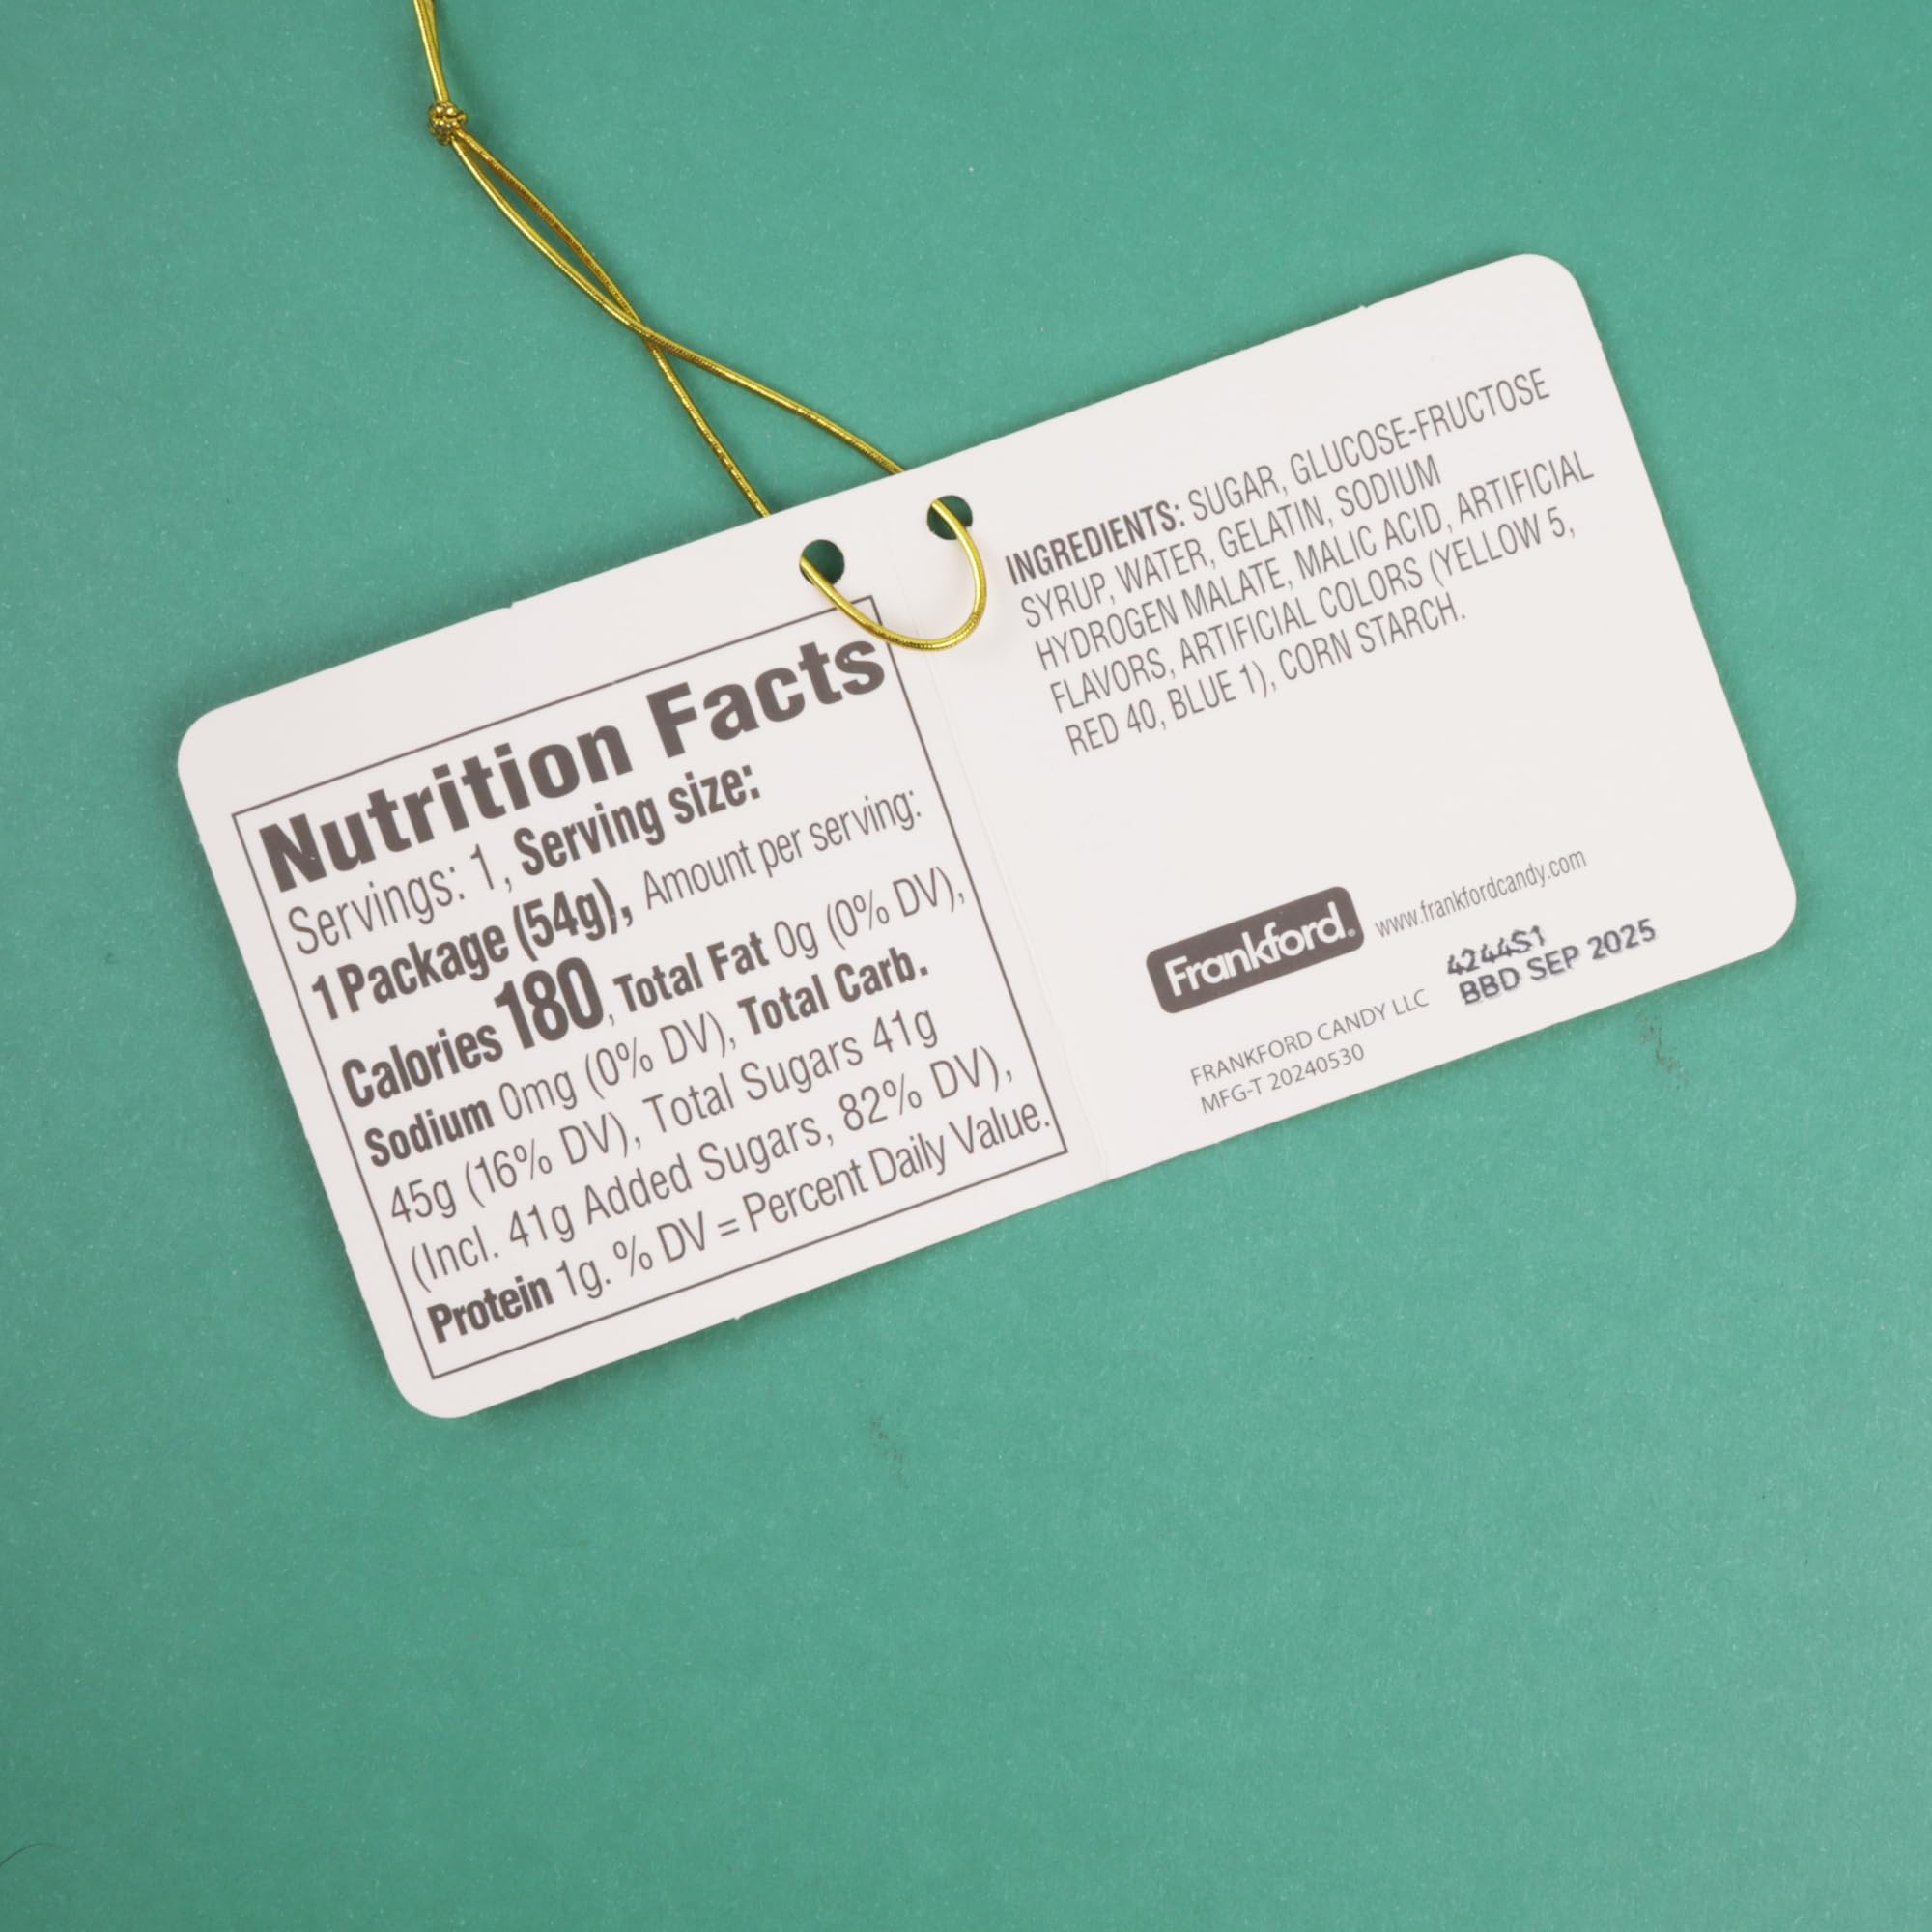 Nutrition Facts
Servings: 1, Serving size:
1 Package (54g), Amount per serving:
Calories 180, Total Fat 0g (0% DV),
Sodium 0mg (0% DV), Total Carb.
45g (16% DV), Total Sugars 41g
(Incl. 41g Added Sugars, 82% DV),
Protein 1g. % DV = Percent Daily Value.
INGREDIENTS: SUGAR, GLUCOSE-FRUCTOSE
SYRUP, WATER, GELATIN, SODIUM
HYDROGEN MALATE, MALIC ACID, ARTIFICIAL
FLAVORS, ARTIFICIAL COLORS (YELLOW 5,
RED 40, BLUE 1), CORN STARCH.
Frankford® www.frankfordcandy.com
4244S1
BBD SEP 2025
FRANKFORD CANDY LLC
MFG-T 20240530